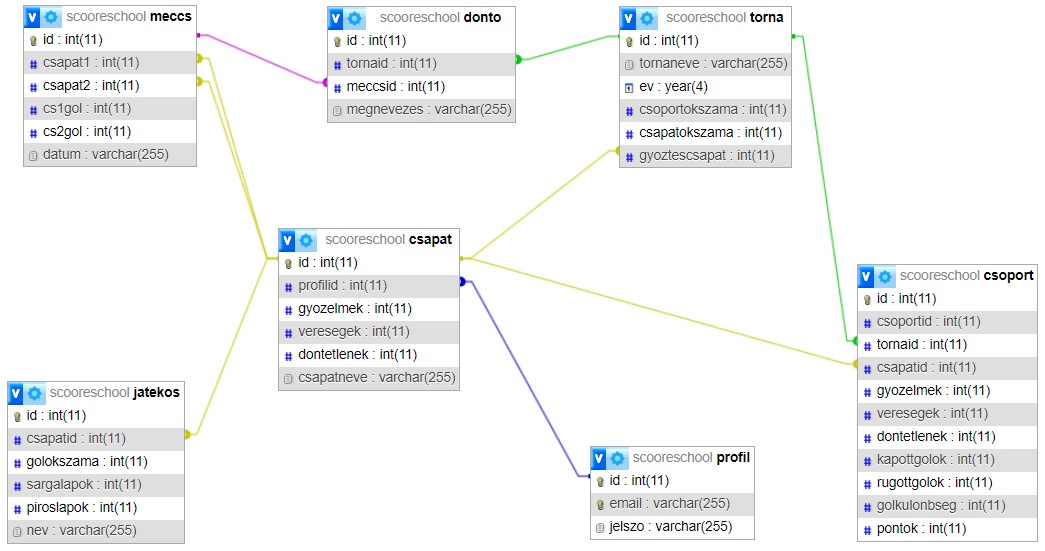 scooreschool meccs
id : int(11)
csapat1 : int(11)
csapat2 : int(11)
cs1gol : int(11)
cs2gol : int(11)
datum : varchar(255)
scooreschool donto
id : int(11)
tornaid : int(11)
meccsid : int(11)
megnevezes : varchar(255)
scooreschool torna
id : int(11)
tornaneve : varchar(255)
ev : year(4)
csoportokszama : int(11)
csapatokszama : int(11)
gyoztescsapat : int(11)
scooreschool csapat
id : int(11)
profilid : int(11)
gyozelmek : int(11)
veresegek : int(11)
dontetlenek : int(11)
csapatneve : varchar(255)
scooreschool csoport
id : int(11)
csoportid : int(11)
tornaid : int(11)
csapatid : int(11)
gyozelmek : int(11)
veresegek : int(11)
dontetlenek : int(11)
kapottgolok : int(11)
rugottgolok : int(11)
golkulonbseg : int(11)
pontok : int(11)
scooreschool jatekos
id : int(11)
csapatid : int(11)
golokszama : int(11)
sargalapok : int(11)
piroslapok : int(11)
nev : varchar(255)
scooreschool profil
id : int(11)
email : varchar(255)
jelszo : varchar(255)